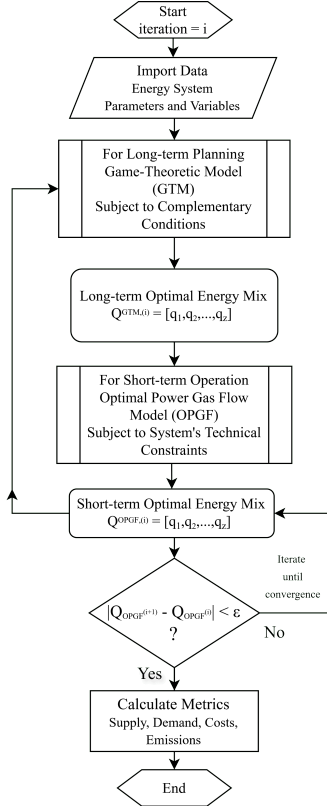 Start
iteration = i
Import Data
Energy System
Parameters and Variables
For Long-term Planning
Game-Theoretic Model
(GTM)
Subject to Complementary
Conditions
Long-term Optimal Energy Mix
Q^GTM,(i) = [q₁,q₂,...,q_z]
For Short-term Operation
Optimal Power Gas Flow
Model (OPGF)
Subject to System's Technical
Constraints
Short-term Optimal Energy Mix
Q^OPGF,(i) = [q₁,q₂,...,q_z]
Iterate
until
convergence
|Q_OPGF^(i+1) - Q_OPGF^(i)| < ε
?
No
Yes
Calculate Metrics
Supply, Demand, Costs,
Emissions
End